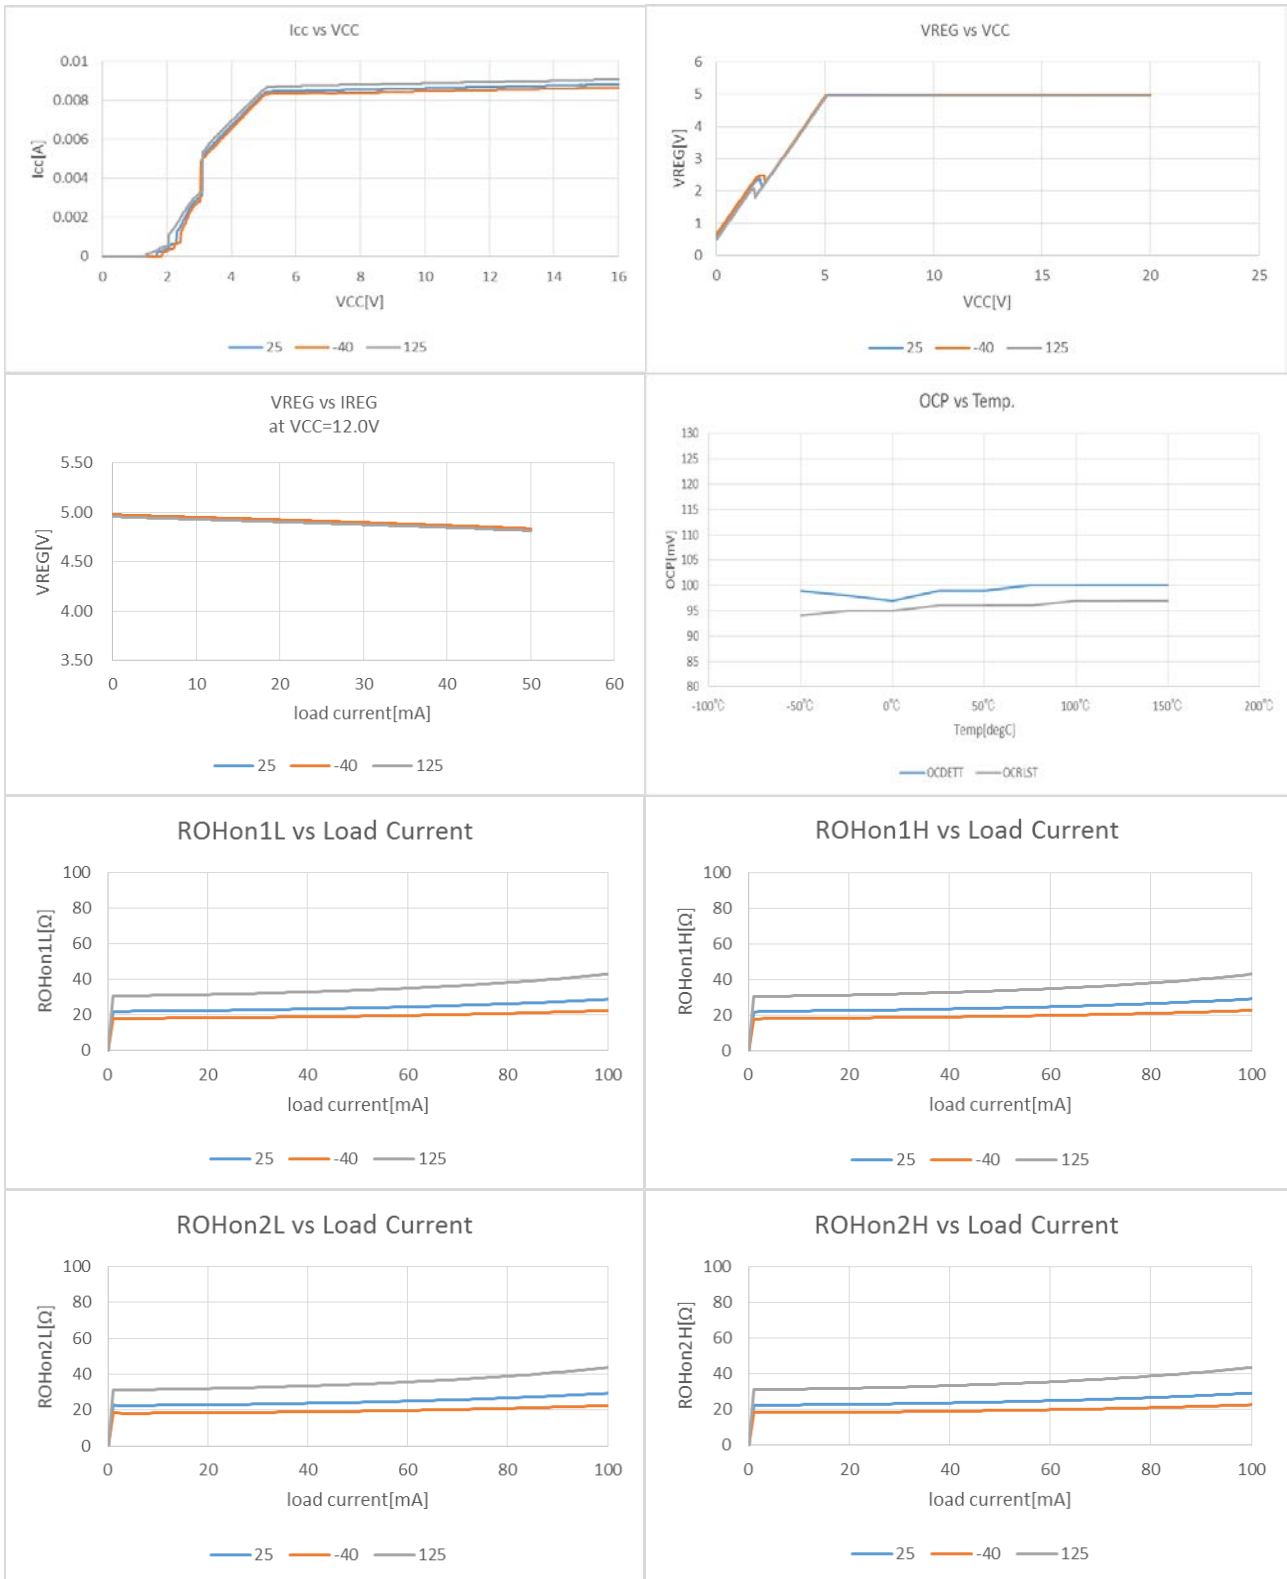 Icc vs VCC
0.01
0.008
0.006
0.004
0.002
0
Icc[A]
0 2 4 6 8 10 12 14 16
VCC[V]
25 -40 125
VREG vs VCC
6
5
4
3
2
1
0
VREG[V]
0 5 10 15 20 25
VCC[V]
25 -40 125
VREG vs IREG
at VCC=12.0V
5.50
5.00
4.50
4.00
3.50
VREG[V]
0 10 20 30 40 50 60
load current[mA]
25 -40 125
OCP vs Temp.
130
125
120
115
110
105
100
95
90
85
80
OCP[mV]
-100℃ -50℃ 0℃ 50℃ 100℃ 150℃ 200℃
Temp[degC]
OCDETT OCRLST
ROHon1L vs Load Current
100
80
60
40
20
0
ROHon1L[Ω]
0 20 40 60 80 100
load current[mA]
25 -40 125
ROHon1H vs Load Current
100
80
60
40
20
0
ROHon1H[Ω]
0 20 40 60 80 100
load current[mA]
25 -40 125
ROHon2L vs Load Current
100
80
60
40
20
0
ROHon2L[Ω]
0 20 40 60 80 100
load current[mA]
25 -40 125
ROHon2H vs Load Current
100
80
60
40
20
0
ROHon2H[Ω]
0 20 40 60 80 100
load current[mA]
25 -40 125